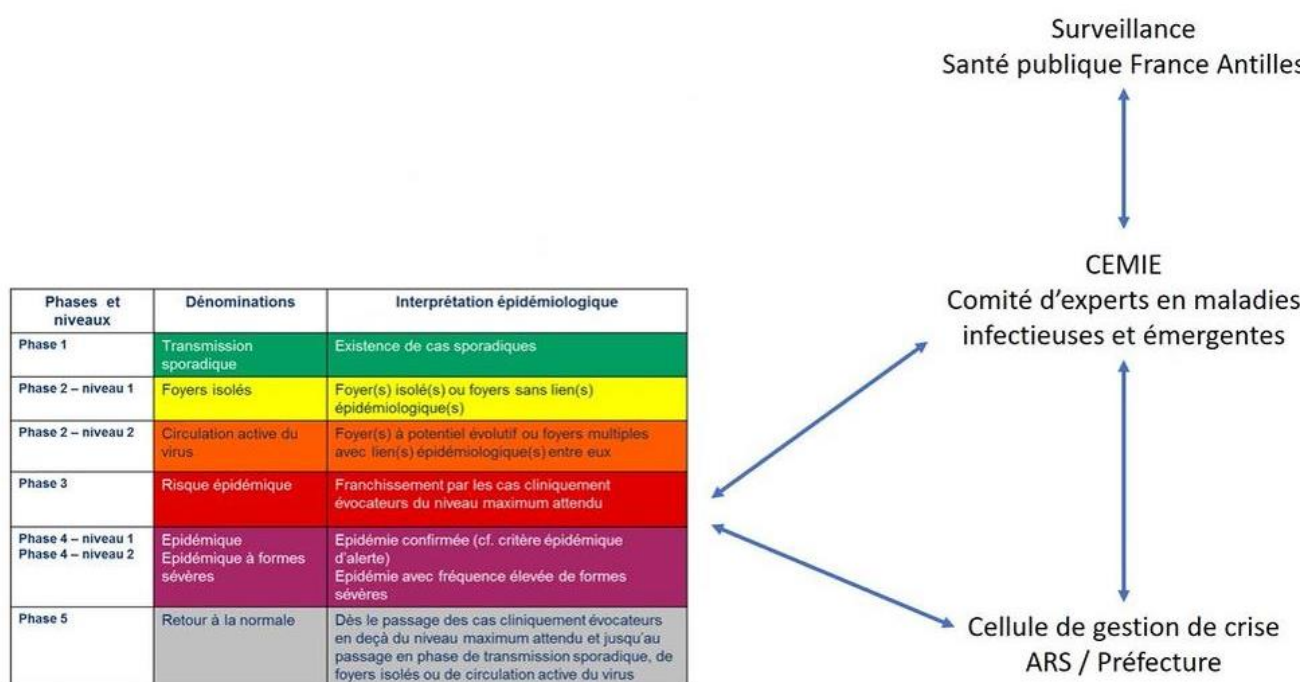 Surveillance
Santé publique France Antilles
CEMIE
Comité d'experts en maladies
infectieuses et émergentes
Cellule de gestion de crise
ARS / Préfecture
Phases et
niveaux
Dénominations
Interprétation épidémiologique
Phase 1
Transmission
sporadique
Existence de cas sporadiques
Phase 2 – niveau 1
Foyers isolés
Foyer(s) isolé(s) ou foyers sans lien(s)
épidémiologique(s)
Phase 2 – niveau 2
Circulation active du
virus
Foyer(s) à potentiel évolutif ou foyers multiples
avec lien(s) épidémiologique(s) entre eux
Phase 3
Risque épidémique
Franchissement par les cas cliniquement
évocateurs du niveau maximum attendu
Phase 4 – niveau 1
Phase 4 – niveau 2
Epidémique
Epidémique à formes
sévères
Epidémie confirmée (cf. critère épidémique
d'alerte)
Epidémie avec fréquence élevée de formes
sévères
Phase 5
Retour à la normale
Dès le passage des cas cliniquement évocateurs
en deçà du niveau maximum attendu et jusqu'au
passage en phase de transmission sporadique, de
foyers isolés ou de circulation active du virus